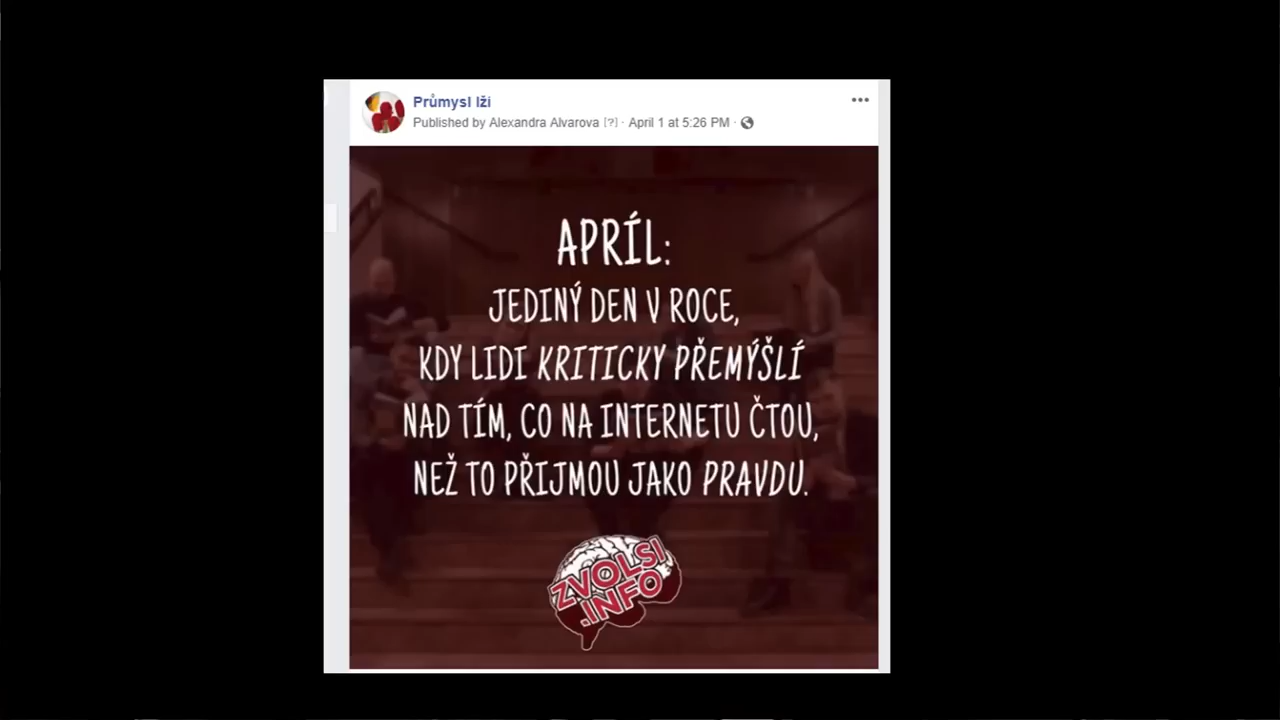 Průmysl lži
Published by Alexandra Alvarova [?] · April 1 at 5:26 PM ·
APRÍL:
JEDINÝ DEN V ROCE,
KDY LIDI KRITICKY PŘEMÝŠLÍ
NAD TÍM, CO NA INTERNETU ČTOU,
NEŽ TO PŘIJMOU JAKO PRAVDU.
ZVOLSI
.INFO